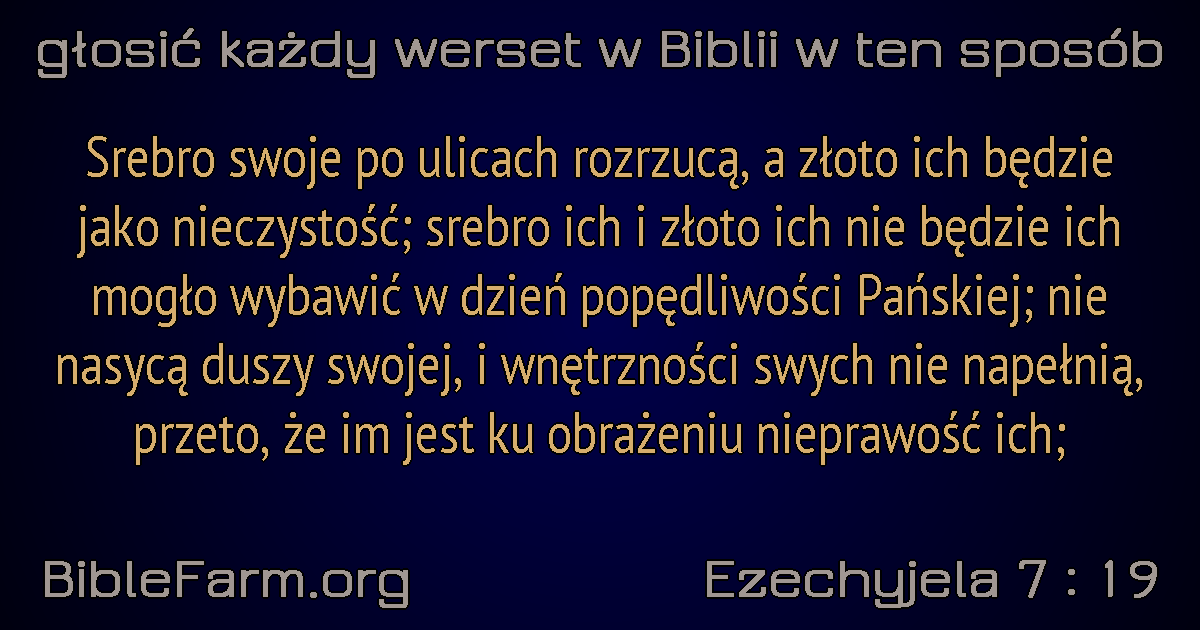 głosić każdy werset w Biblii w ten sposób
Srebro swoje po ulicach rozrzucą, a złoto ich będzie
jako nieczystość; srebro ich i złoto ich nie będzie ich
mogło wybawić w dzień popędliwości Pańskiej; nie
nasycą duszy swojej, i wnętrzności swych nie napełnią,
przeto, że im jest ku obrażeniu nieprawość ich;
BibleFarm.org
Ezechyjela 7 : 19